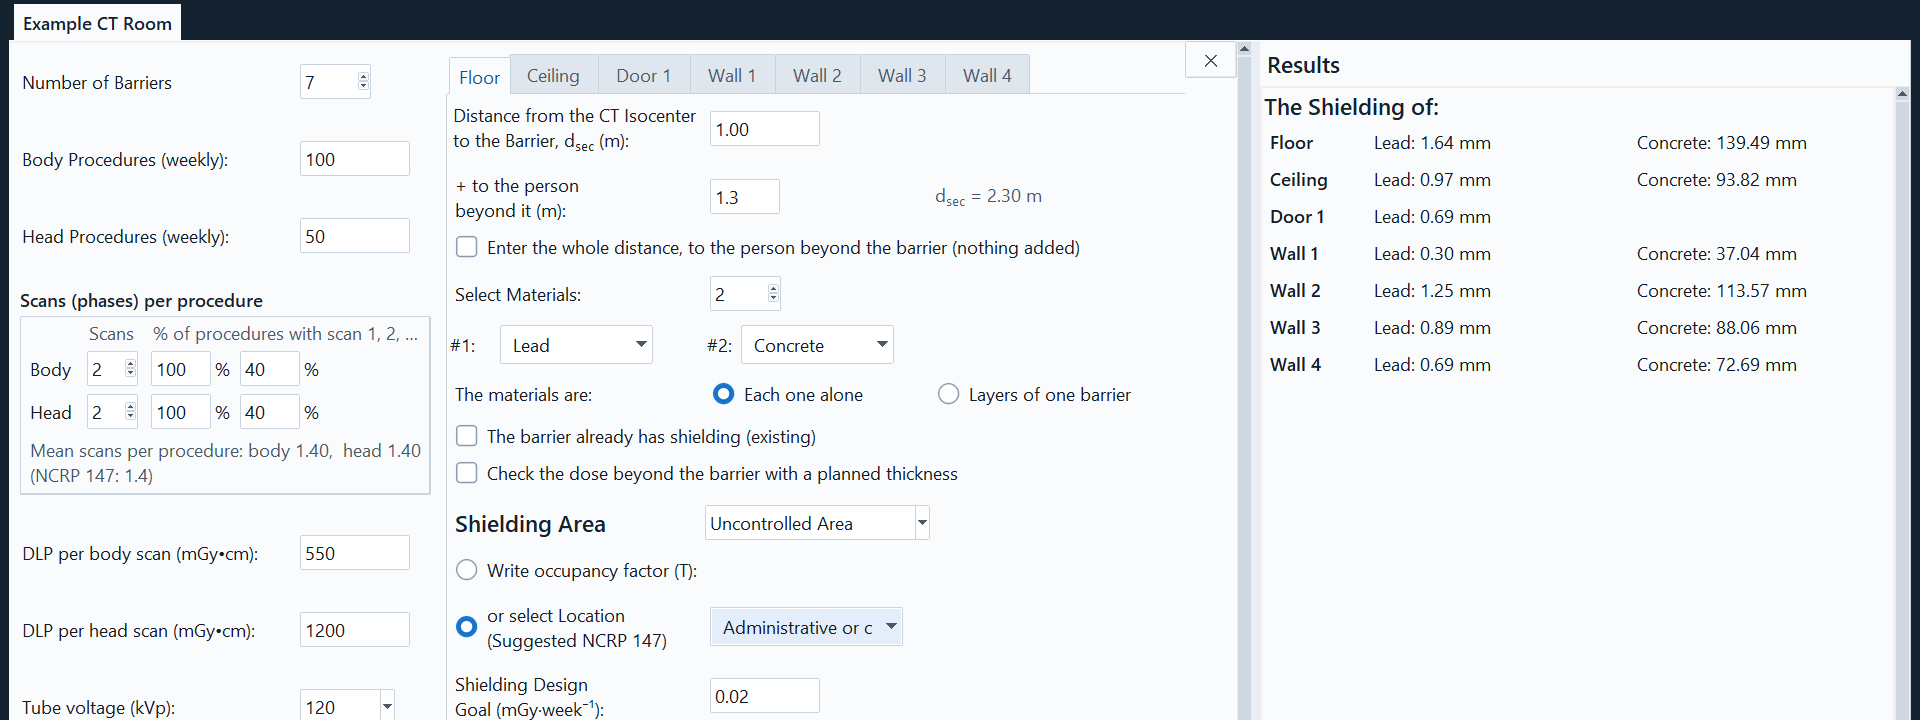 Example CT Room
Number of Barriers
7
Body Procedures (weekly):
100
Head Procedures (weekly):
50
Scans (phases) per procedure
Scans % of procedures with scan 1, 2, ...
Body 2 100 % 40 %
Head 2 100 % 40 %
Mean scans per procedure: body 1.40, head 1.40
(NCRP 147: 1.4)
DLP per body scan (mGy•cm):
550
DLP per head scan (mGy•cm):
1200
Tube voltage (kVp):
120
Floor Ceiling Door 1 Wall 1 Wall 2 Wall 3 Wall 4
Distance from the CT Isocenter
to the Barrier, dsec (m):
1.00
+ to the person
beyond it (m):
1.3
dsec = 2.30 m
Enter the whole distance, to the person beyond the barrier (nothing added)
Select Materials:
2
#1: Lead #2: Concrete
The materials are: Each one alone Layers of one barrier
The barrier already has shielding (existing)
Check the dose beyond the barrier with a planned thickness
Shielding Area
Uncontrolled Area
Write occupancy factor (T):
or select Location
(Suggested NCRP 147)
Administrative or c
Shielding Design
Goal (mGy·week⁻¹):
0.02
Results
The Shielding of:
Floor Lead: 1.64 mm Concrete: 139.49 mm
Ceiling Lead: 0.97 mm Concrete: 93.82 mm
Door 1 Lead: 0.69 mm
Wall 1 Lead: 0.30 mm Concrete: 37.04 mm
Wall 2 Lead: 1.25 mm Concrete: 113.57 mm
Wall 3 Lead: 0.89 mm Concrete: 88.06 mm
Wall 4 Lead: 0.69 mm Concrete: 72.69 mm